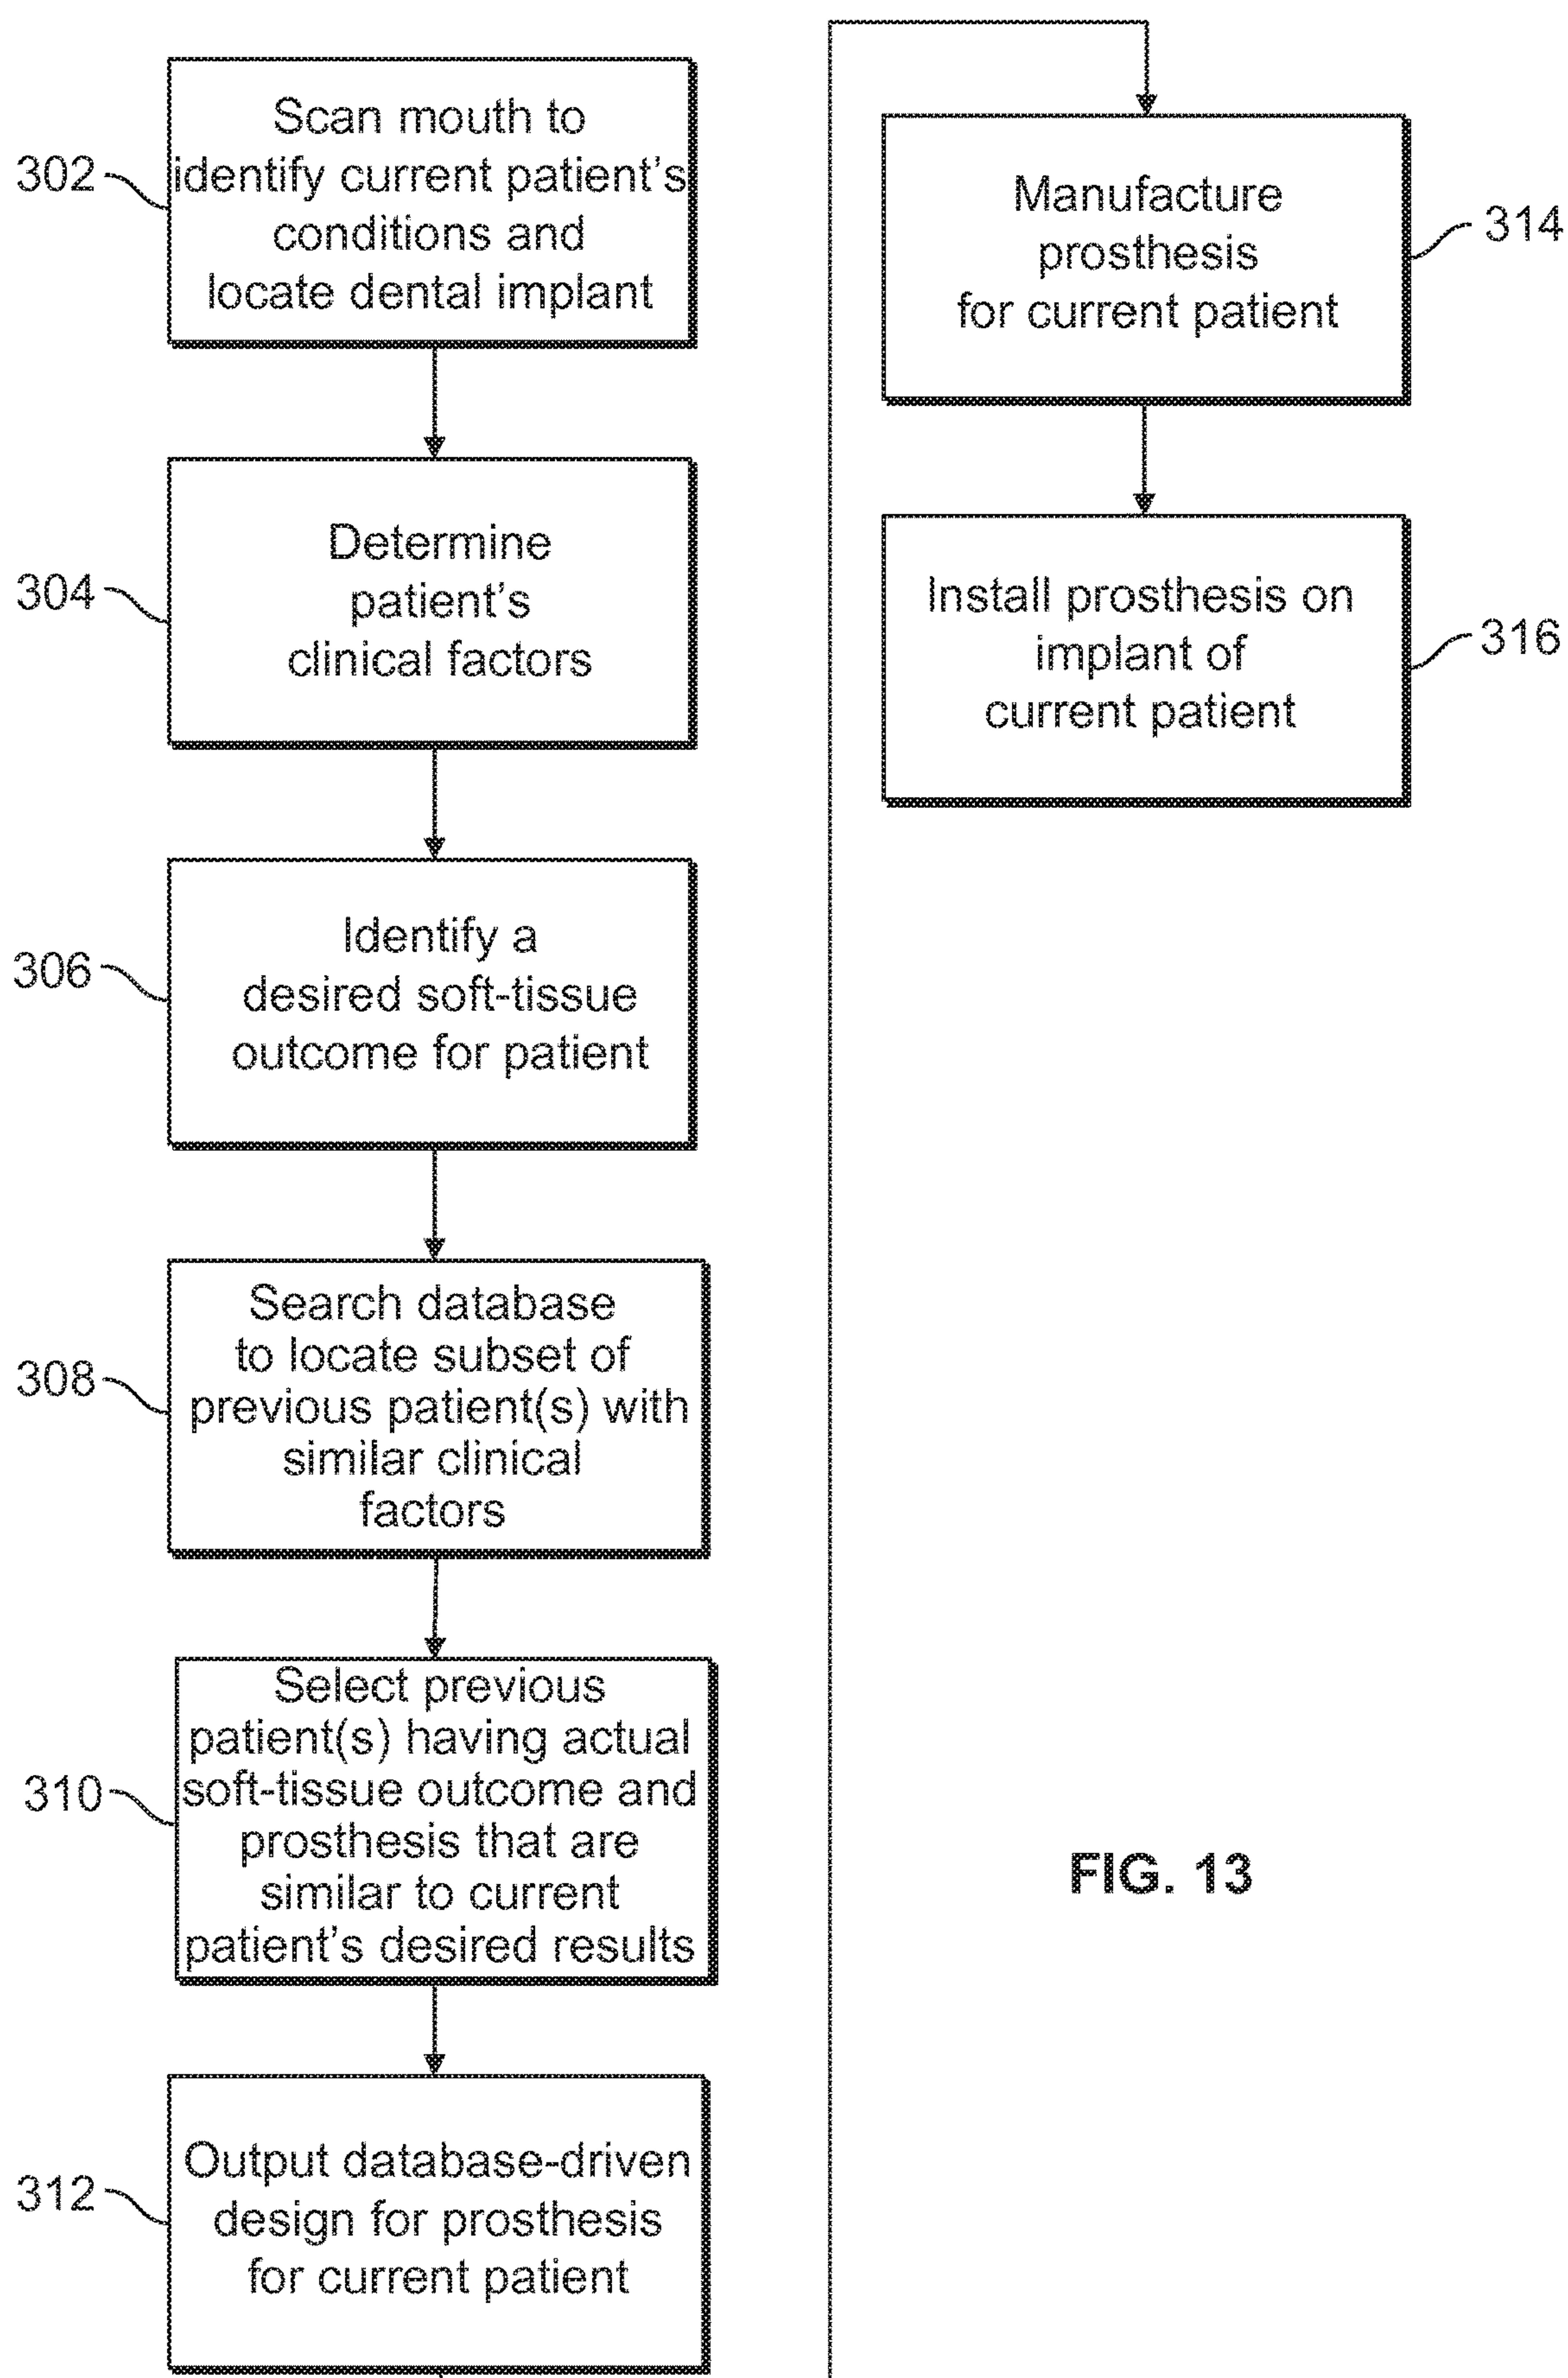 302
Scan mouth to
identify current patient's
conditions and
locate dental implant
304
Determine
patient's
clinical factors
306
Identify a
desired soft-tissue
outcome for patient
308
Search database
to locate subset of
previous patient(s) with
similar clinical
factors
310
Select previous
patient(s) having actual
soft-tissue outcome and
prosthesis that are
similar to current
patient's desired results
312
Output database-driven
design for prosthesis
for current patient
Manufacture
prosthesis
for current patient
314
Install prosthesis on
implant of
current patient
316
FIG. 13